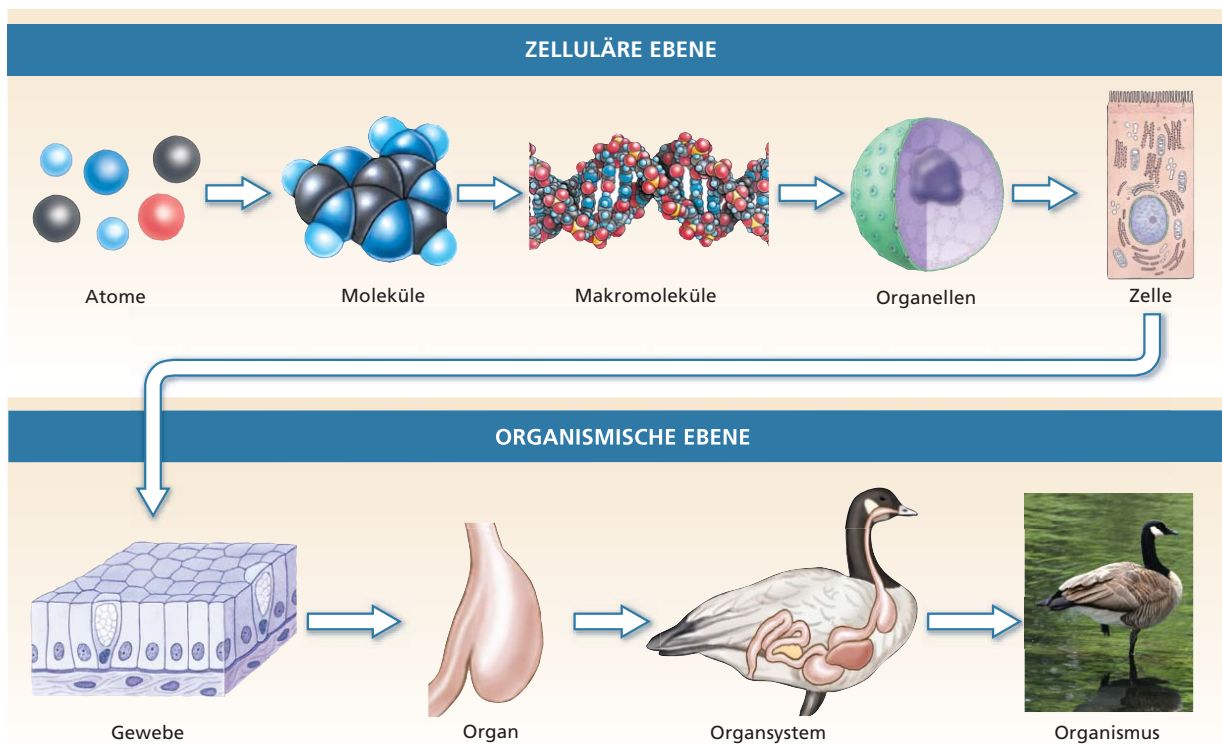 ZELLULÄRE EBENE
Atome
Moleküle
Makromoleküle
Organellen
Zelle
ORGANISMISCHE EBENE
Gewebe
Organ
Organsystem
Organismus